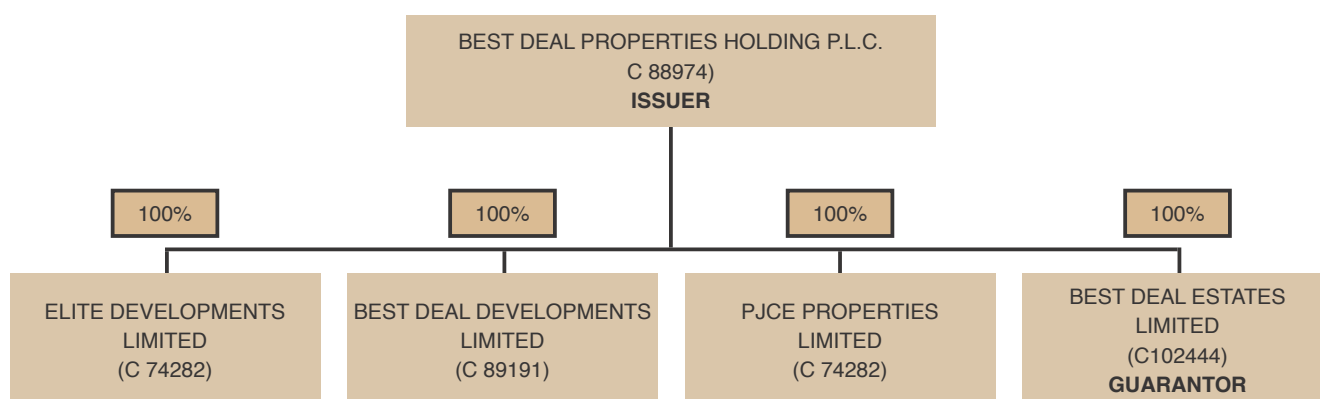 BEST DEAL PROPERTIES HOLDING P.L.C.
C 88974)
ISSUER
100%
100%
100%
100%
ELITE DEVELOPMENTS
LIMITED
(C 74282)
BEST DEAL DEVELOPMENTS
LIMITED
(C 89191)
PJCE PROPERTIES
LIMITED
(C 74282)
BEST DEAL ESTATES
LIMITED
(C102444)
GUARANTOR